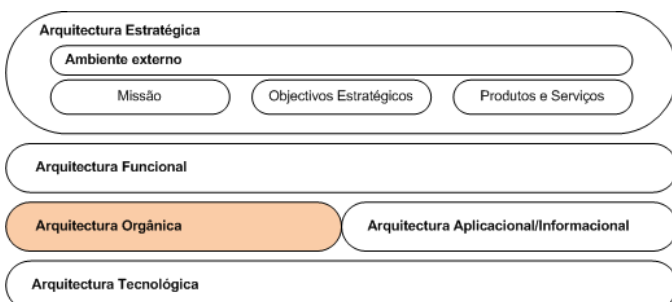 Arquitectura Estratégica
Ambiente externo
Missão
Objectivos Estratégicos
Produtos e Serviços
Arquitectura Funcional
Arquitectura Orgânica
Arquitectura Aplicacional/Informacional
Arquitectura Tecnológica